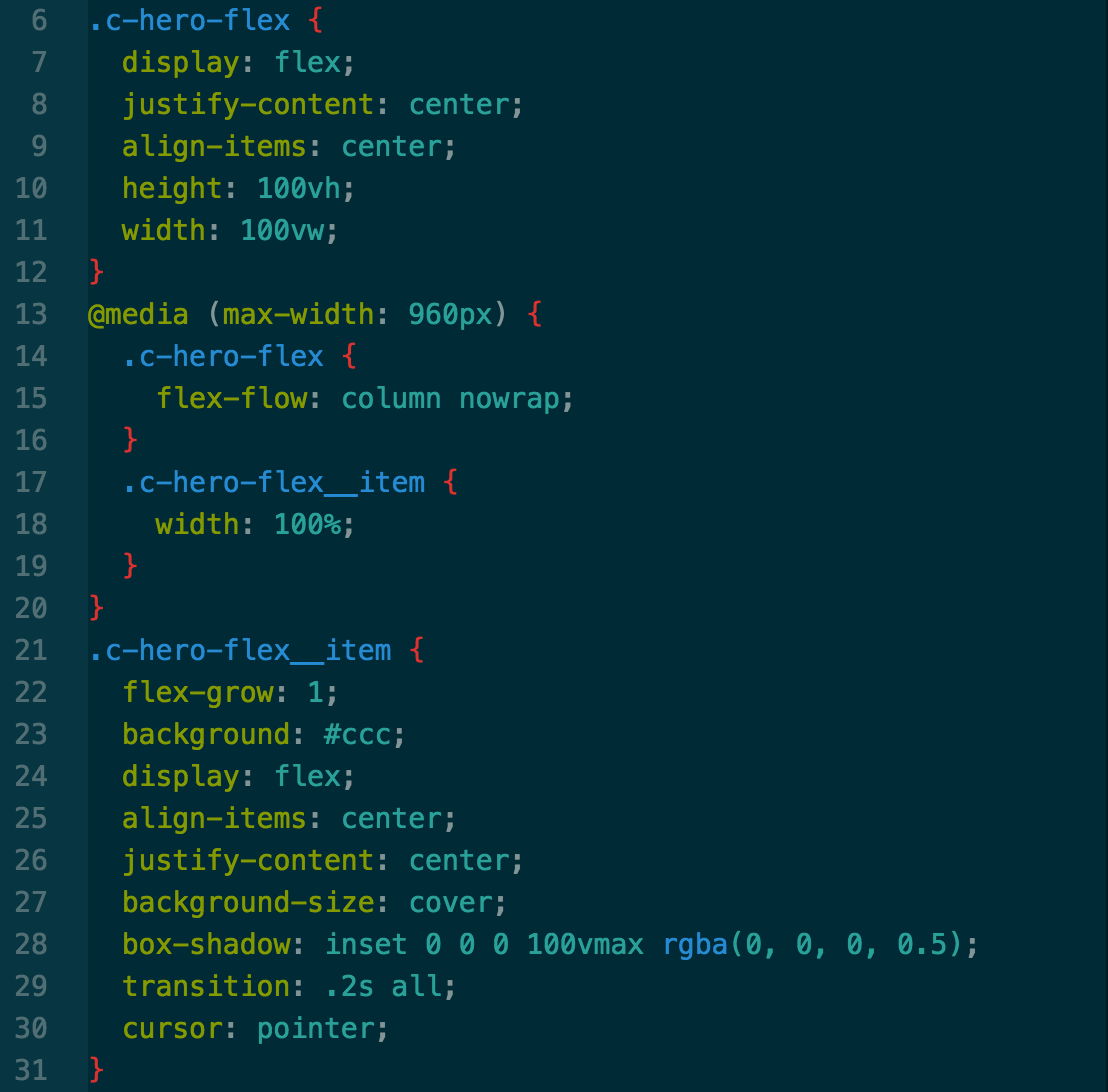 6 .c-hero-flex {
7   display: flex;
8   justify-content: center;
9   align-items: center;
10   height: 100vh;
11   width: 100vw;
12 }
13 @media (max-width: 960px) {
14   .c-hero-flex {
15     flex-flow: column nowrap;
16   }
17   .c-hero-flex__item {
18     width: 100%;
19   }
20 }
21 .c-hero-flex__item {
22   flex-grow: 1;
23   background: #ccc;
24   display: flex;
25   align-items: center;
26   justify-content: center;
27   background-size: cover;
28   box-shadow: inset 0 0 0 100vmax rgba(0, 0, 0, 0.5);
29   transition: .2s all;
30   cursor: pointer;
31 }